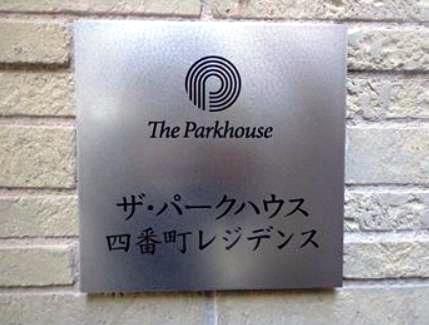 The Parkhouse
ザ・パークハウス
四番町レジデンス